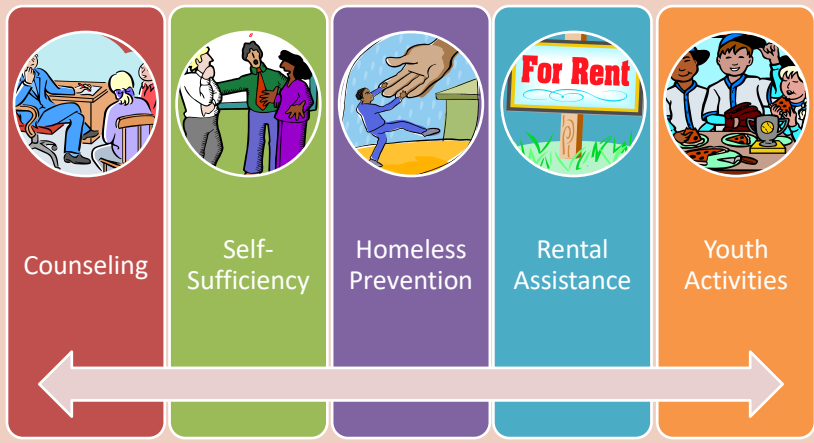 For Rent
Counseling
Self-
Sufficiency
Homeless
Prevention
Rental
Assistance
Youth
Activities